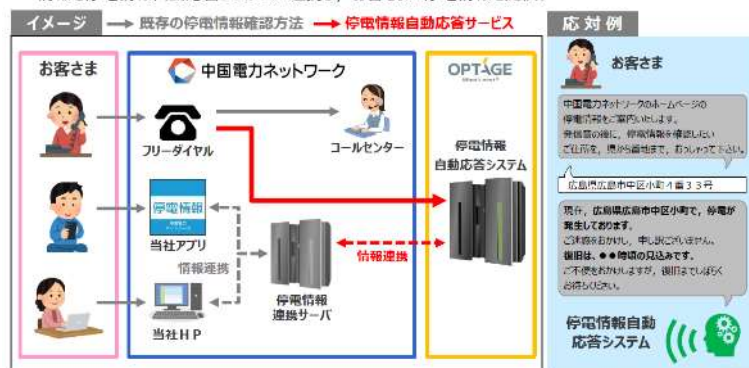 イメージ
既存の停電情報確認方法
停電情報自動応答サービス
お客さま
中国電力ネットワーク
フリーダイヤル
コールセンター
停電情報
当社アプリ
情報連携
当社HP
停電情報
連携サーバ
情報連携
OPTAGE
停電情報
自動応答システム
応対例
お客さま
中国電力ネットワークのホームページの
停電情報をご案内いたします。
発信音の後に，停電情報を確認したい
ご住所を，県から番地まで，おっしゃって下さい。
広島県広島市中区小町４番３３号
現在，広島県広島市中区小町で，停電が
発生しております。
ご迷惑をおかけし，申し訳ございません。
復旧は，●●時頃の見込みです。
ご不便をおかけしますが，復旧までしばらく
お待ちください。
停電情報自動
応答システム